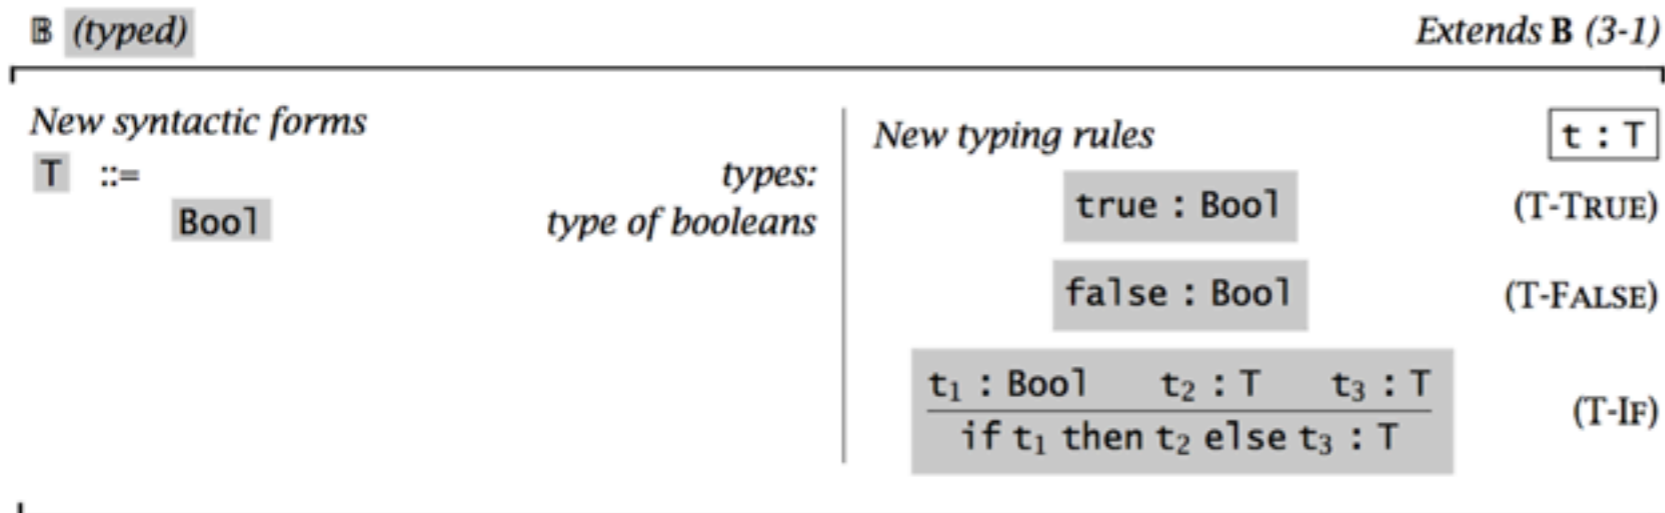 𝔹 (typed) Extends B (3-1)
New syntactic forms
T ::= types:
Bool type of booleans
New typing rules t : T
true : Bool (T-TRUE)
false : Bool (T-FALSE)
t₁ : Bool t₂ : T t₃ : T
if t₁ then t₂ else t₃ : T (T-IF)